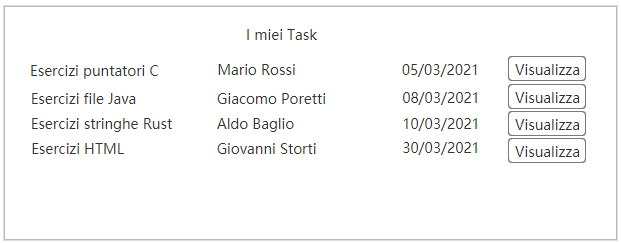 I miei Task
Esercizi puntatori C Mario Rossi 05/03/2021 Visualizza
Esercizi file Java Giacomo Poretti 08/03/2021 Visualizza
Esercizi stringhe Rust Aldo Baglio 10/03/2021 Visualizza
Esercizi HTML Giovanni Storti 30/03/2021 Visualizza